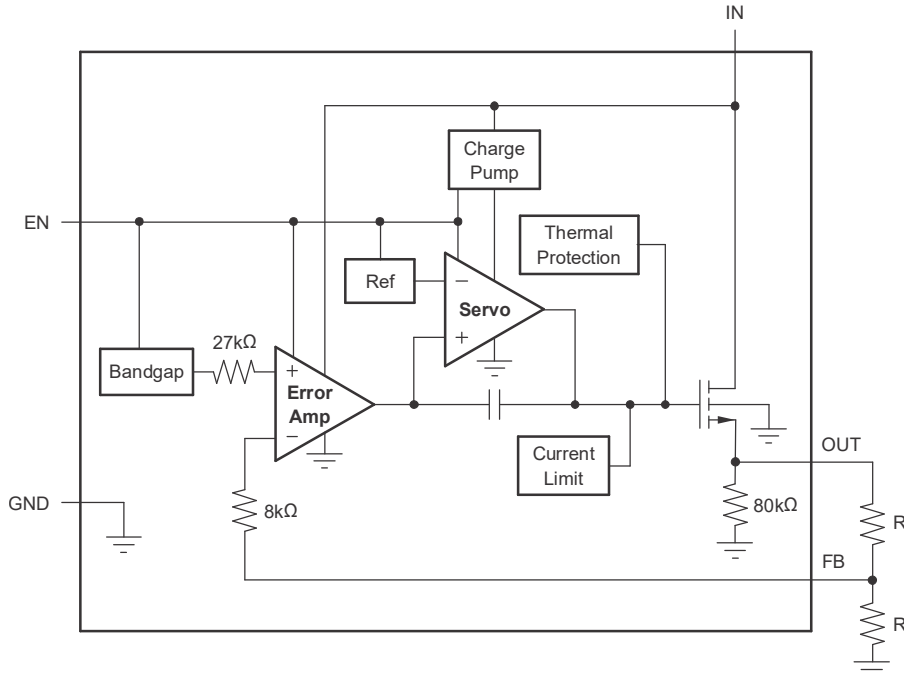 IN
Charge
Pump
EN
Thermal
Protection
Ref
−
Servo
+
27kΩ
Bandgap
+
Error
Amp
−
Current
Limit
OUT
GND
8kΩ
80kΩ
R
FB
R